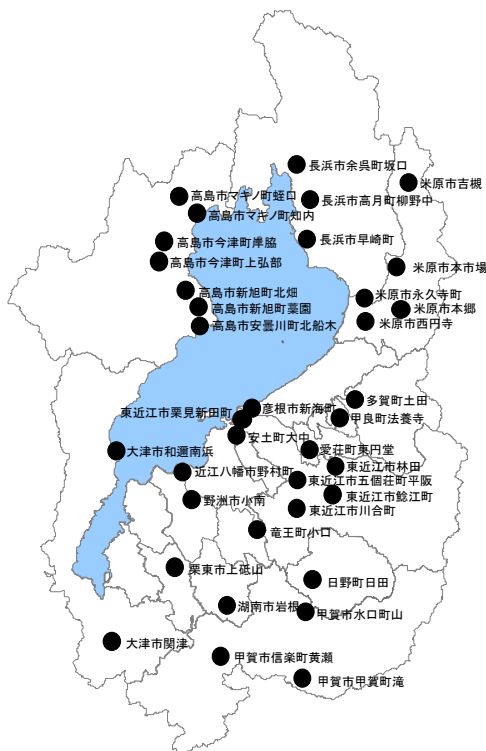 長浜市余呉町坂口
米原市吉槻
高島市マキノ町蛭口
長浜市高月町柳野中
高島市マキノ町知内
長浜市早崎町
高島市今津町岸脇
高島市今津町上弘部
米原市本市場
高島市新旭町北畑
米原市永久寺町
高島市新旭町藁園
米原市本郷
高島市安曇川町北船木
米原市西円寺
多賀町土田
彦根市新海町
東近江市栗見新田町
甲良町法養寺
安土町大中
大津市和邇南浜
愛荘町東円堂
近江八幡市野村町
東近江市林田
東近江市五個荘町平阪
野洲市小南
東近江市鯰江町
東近江市川合町
竜王町小口
栗東市上砥山
日野町日田
湖南市岩根
甲賀市水口町山
大津市関津
甲賀市信楽町黄瀬
甲賀市甲賀町滝